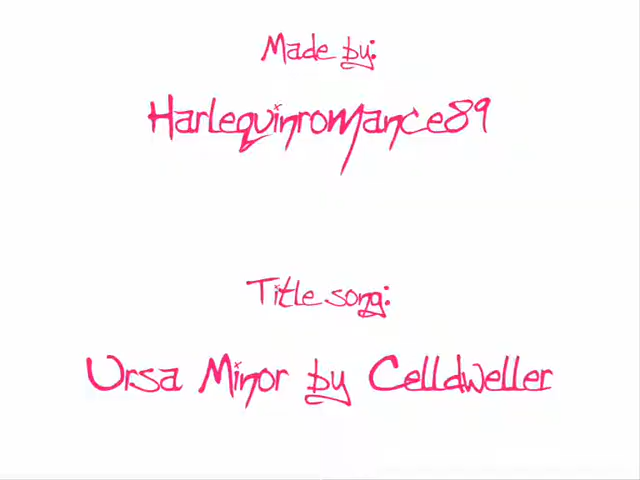 Made by:
Harlequinromance89
Title song:
Ursa Minor by Celldweller